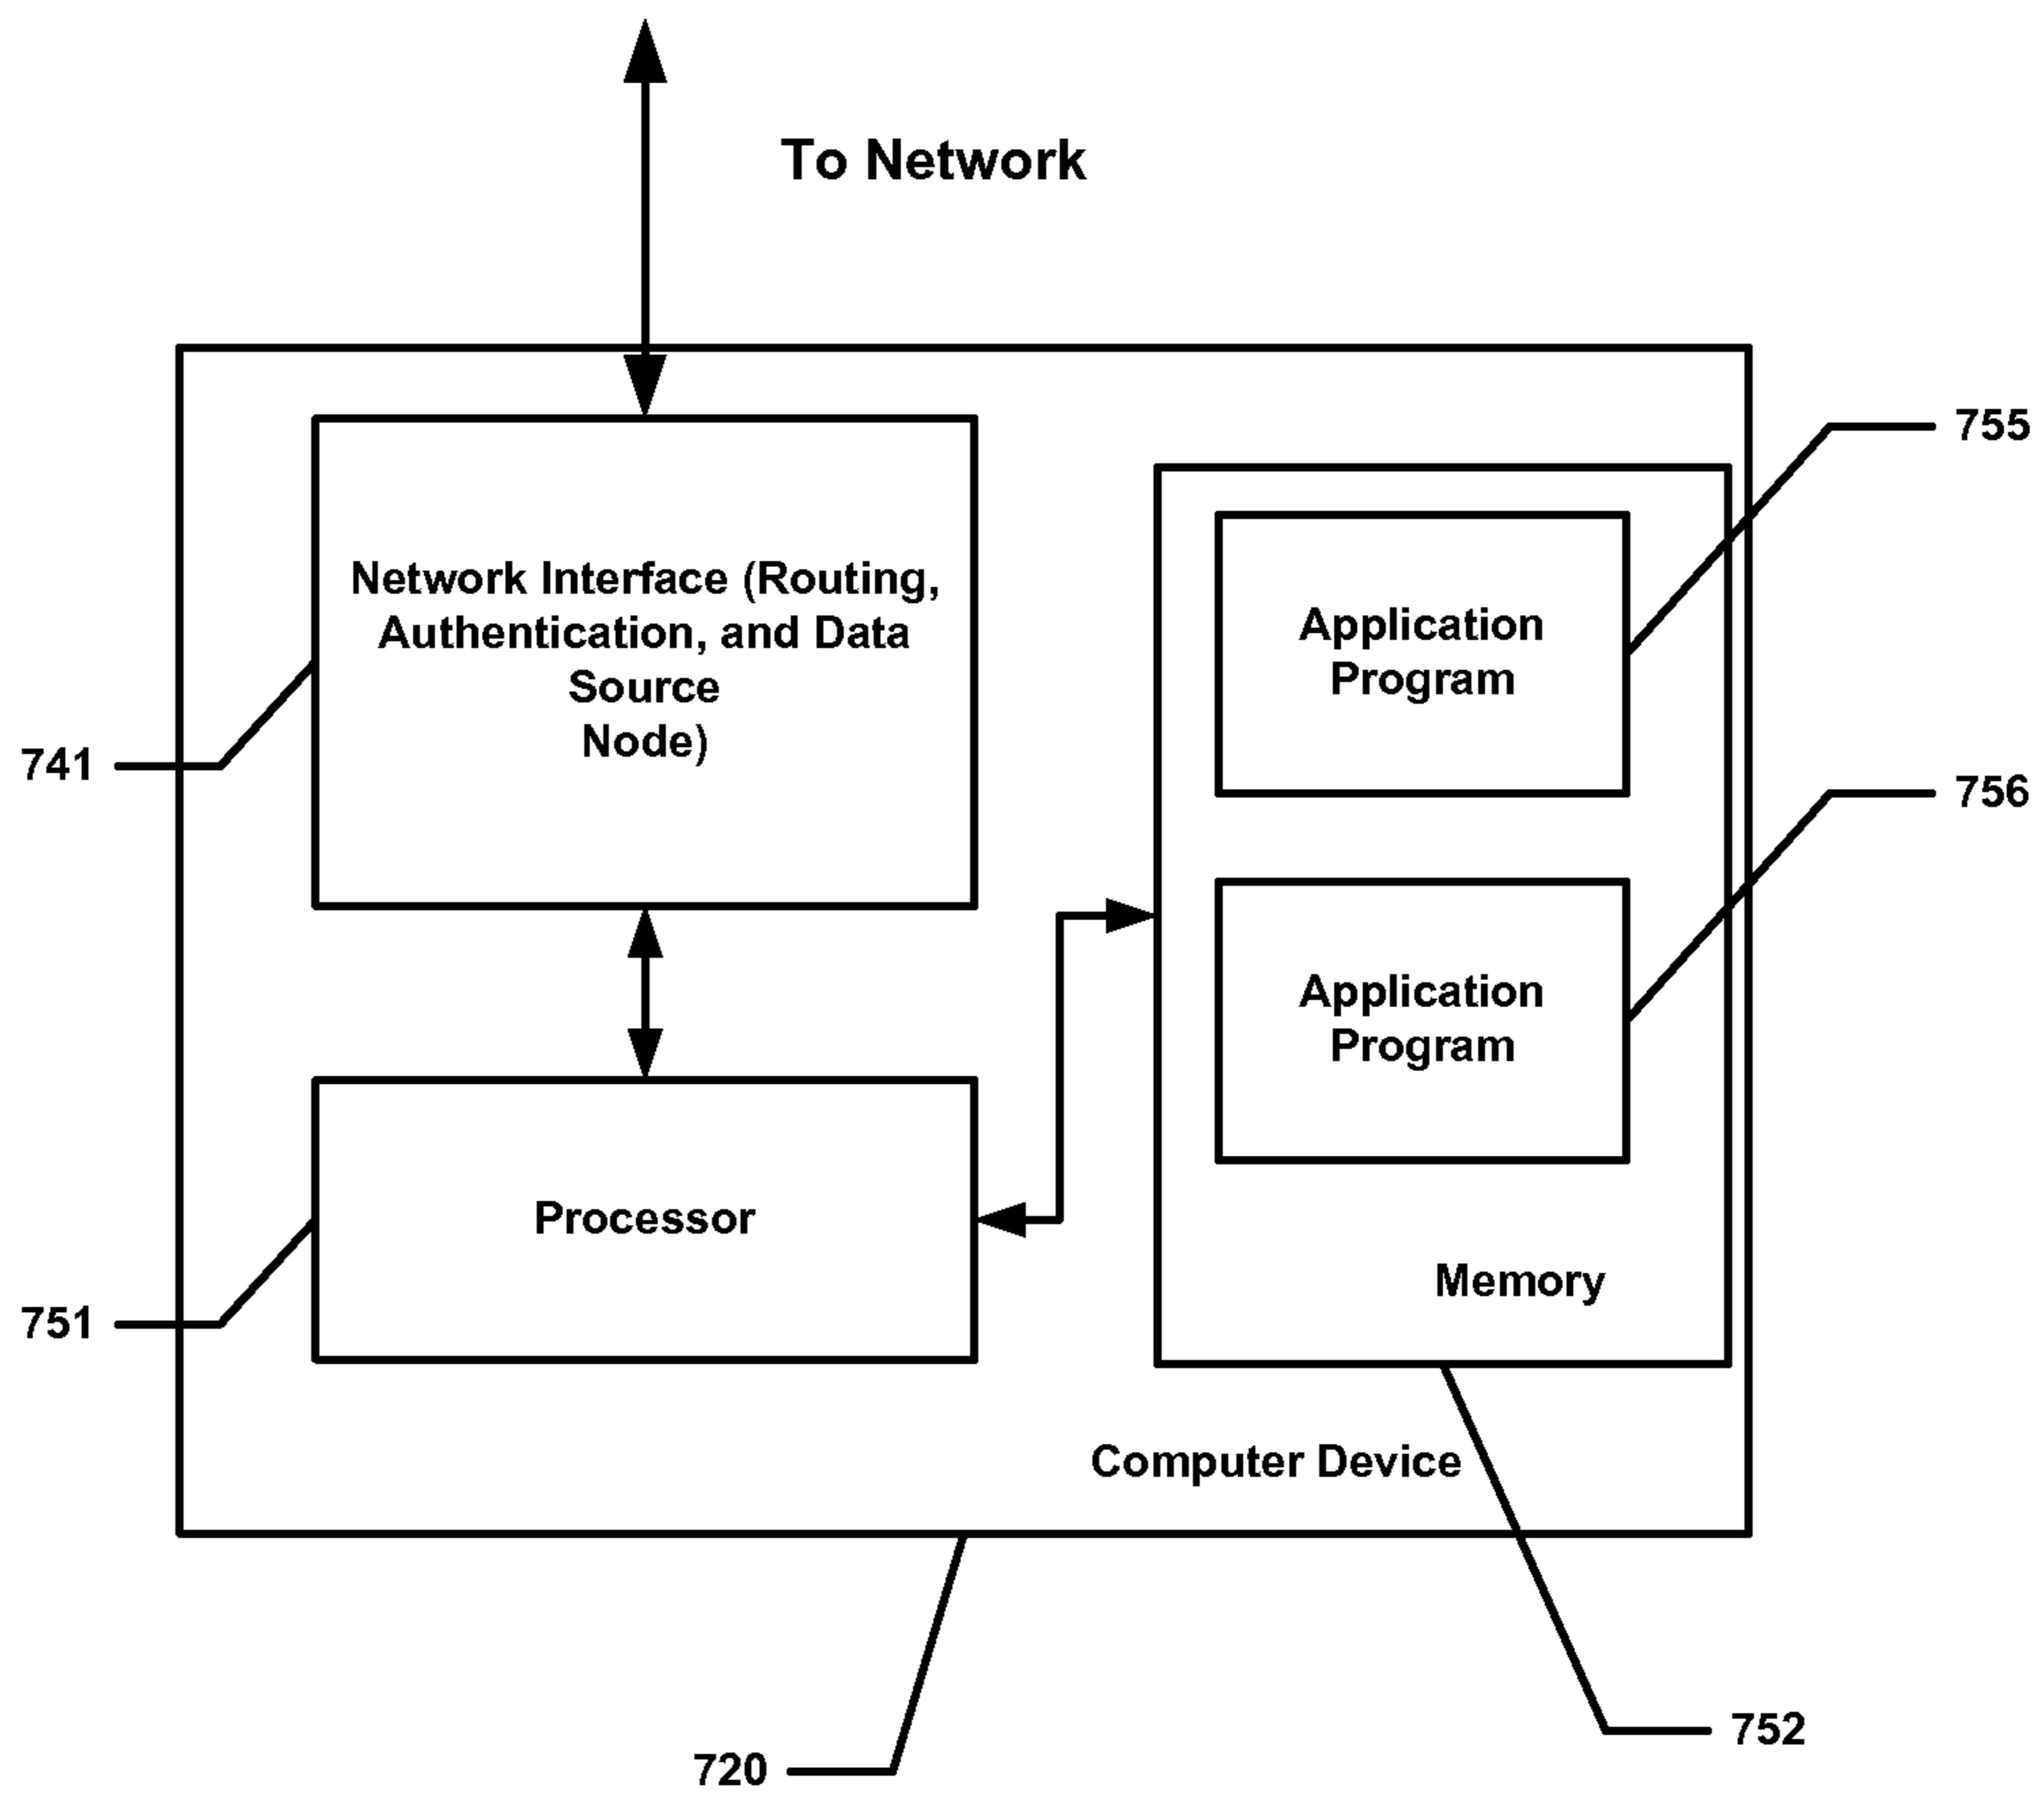 To Network
755
Network Interface (Routing,
Authentication, and Data
Source
Node)
Application
Program
741
756
Application
Program
Processor
Memory
751
Computer Device
752
720